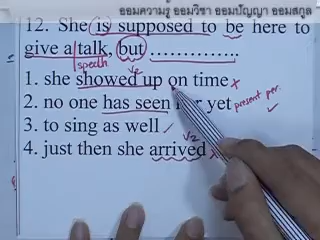 ออมความรู้ ออมวิชา ออมปัญญา ออมสกุล
12. She is supposed to be here to
give a talk, but ..............
speech
1. she showed up on time
v2
2. no one has seen her yet present per.
3. to sing as well
4. just then she arrived
v2